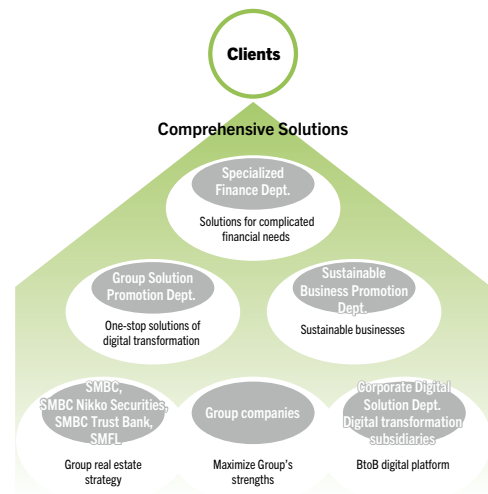 Clients
Comprehensive Solutions
Specialized
Finance Dept.
Solutions for complicated
financial needs
Group Solution
Promotion Dept.
One-stop solutions of
digital transformation
Sustainable
Business Promotion
Dept.
Sustainable businesses
SMBC,
SMBC Nikko Securities,
SMBC Trust Bank,
SMFL
Group real estate
strategy
Group companies
Maximize Group's
strengths
Corporate Digital
Solution Dept.
Digital transformation
subsidiaries
BtoB digital platform